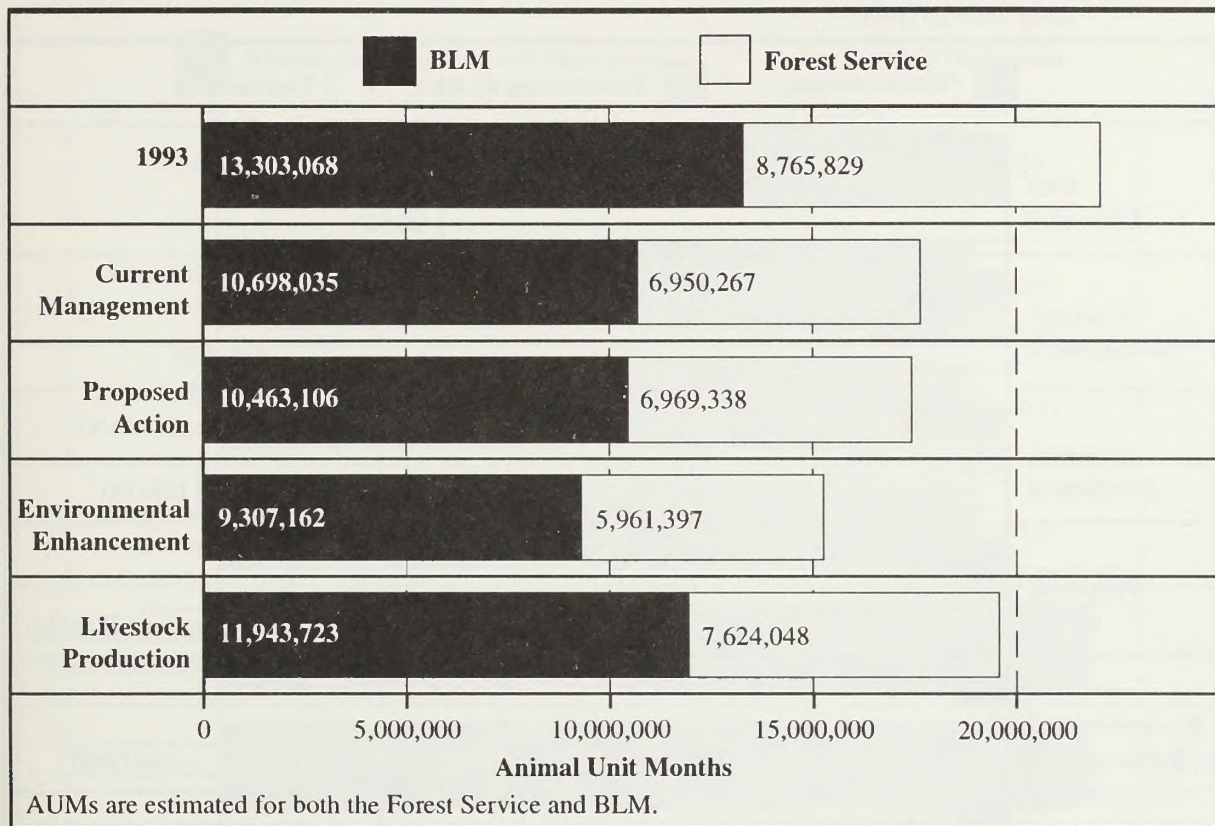 BLM Forest Service
1993 13,303,068 8,765,829
Current
Management
10,698,035 6,950,267
Proposed
Action
10,463,106 6,969,338
Environmental
Enhancement
9,307,162 5,961,397
Livestock
Production
11,943,723 7,624,048
0 5,000,000 10,000,000 15,000,000 20,000,000
Animal Unit Months
AUMs are estimated for both the Forest Service and BLM.